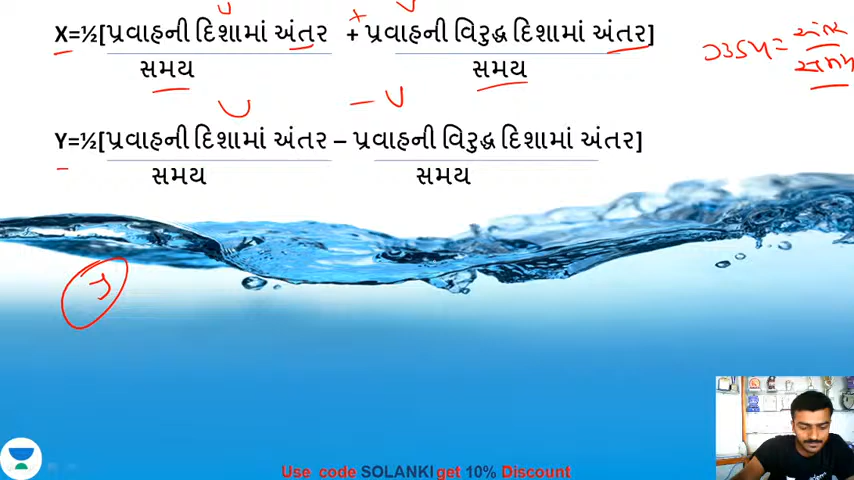 X=½[પ્રવાહની દિશામાં અંતર + પ્રવાહની વિરુદ્ધ દિશામાં અંતર]
સમય સમય
Y=½[પ્રવાહની દિશામાં અંતર – પ્રવાહની વિરુદ્ધ દિશામાં અંતર]
સમય સમય
Use code SOLANKI get 10% Discount